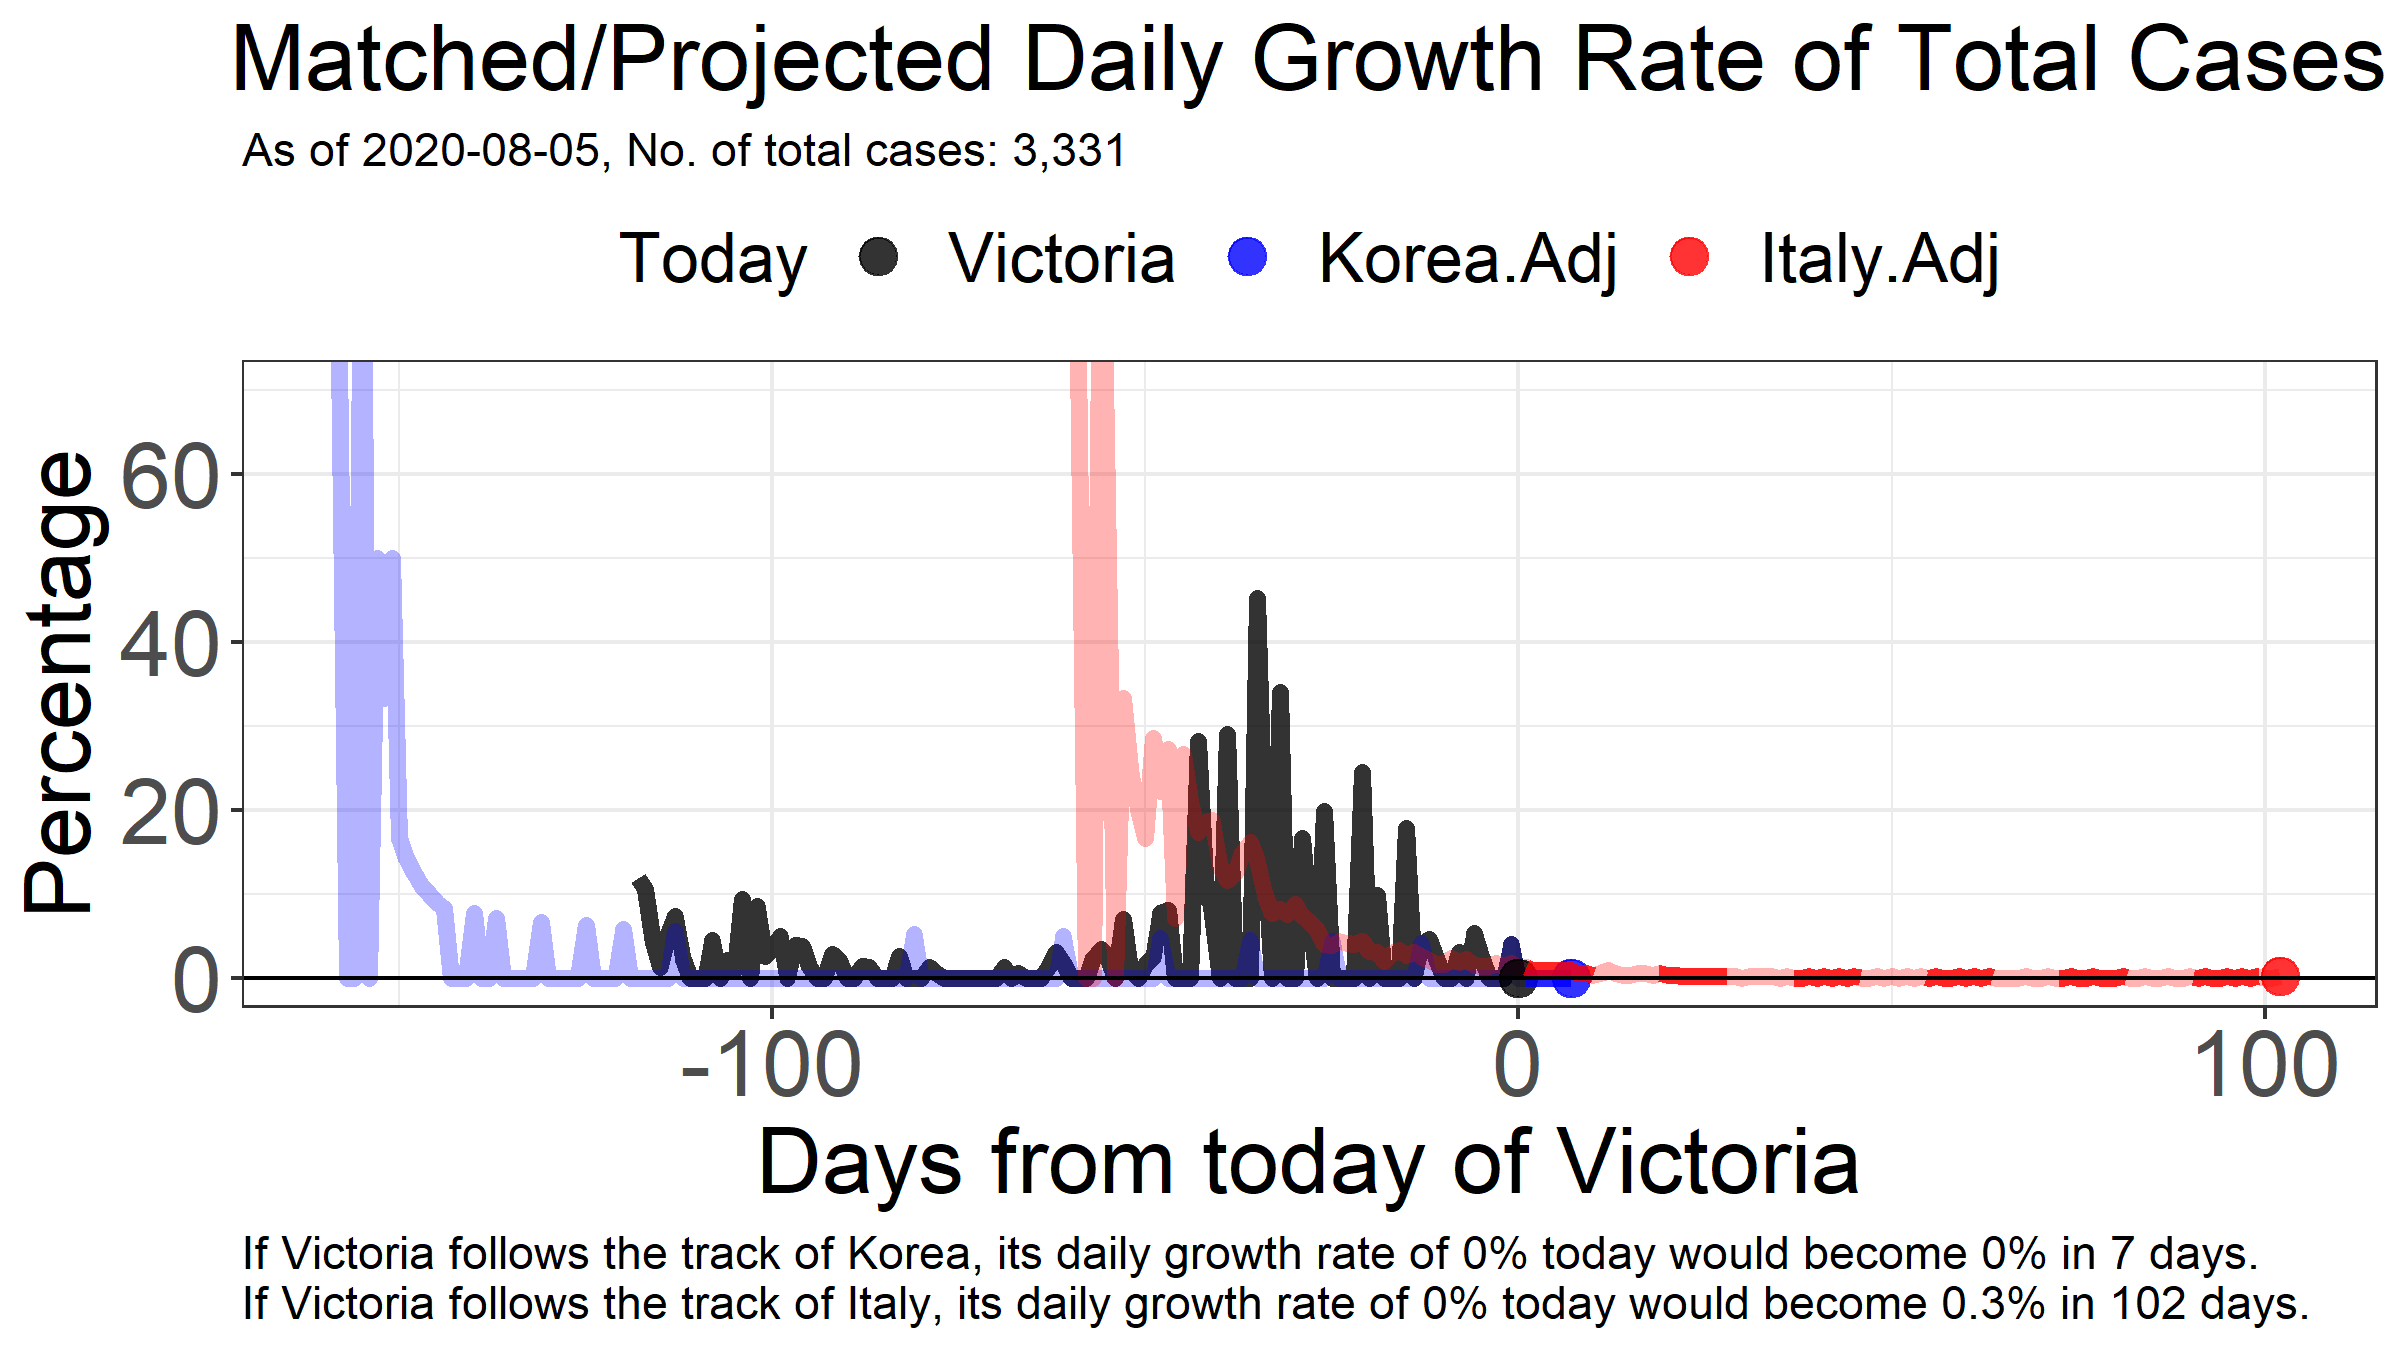 Matched/Projected Daily Growth Rate of Total Cases
As of 2020-08-05, No. of total cases: 3,331
Today Victoria Korea.Adj Italy.Adj
Percentage
60
40
20
0
-100 0 100
Days from today of Victoria
If Victoria follows the track of Korea, its daily growth rate of 0% today would become 0% in 7 days.
If Victoria follows the track of Italy, its daily growth rate of 0% today would become 0.3% in 102 days.